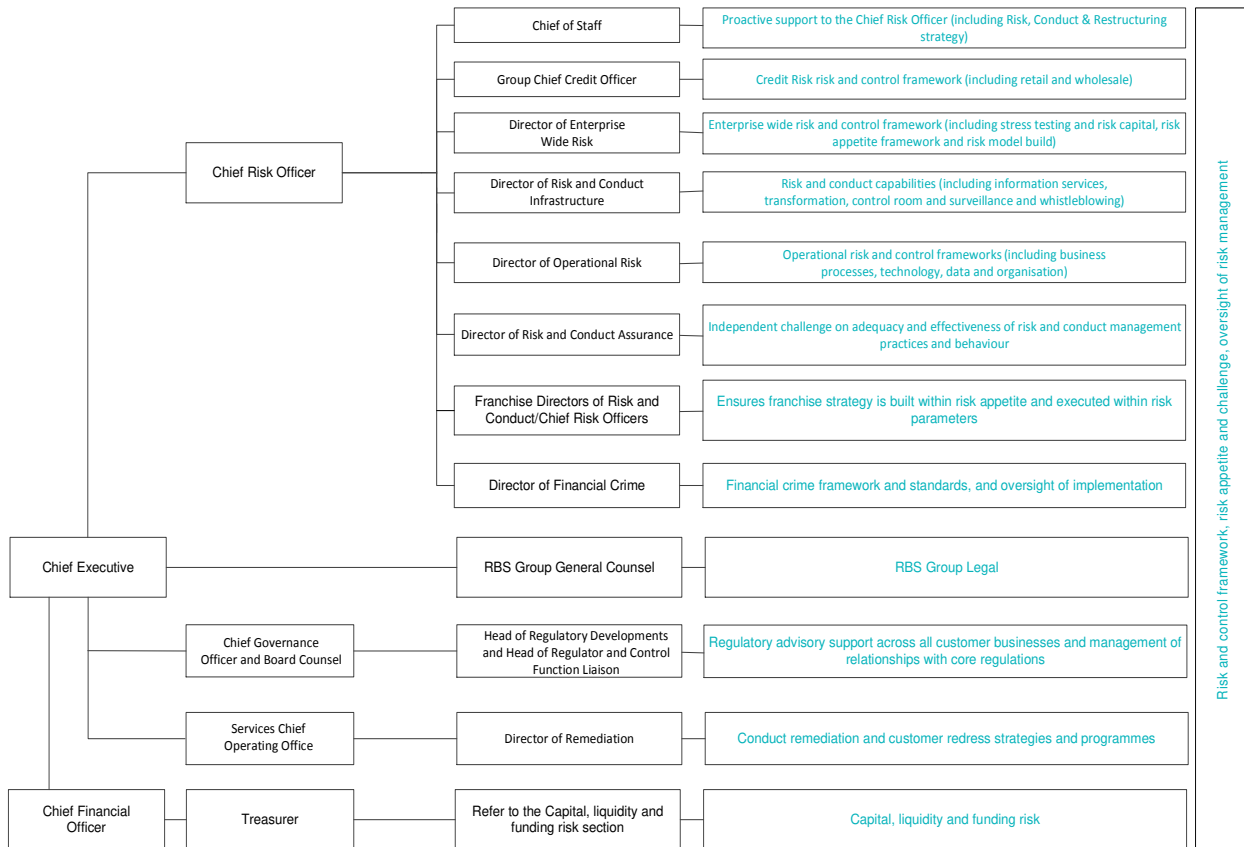 Chief of Staff
Proactive support to the Chief Risk Officer (including Risk, Conduct & Restructuring
strategy)
Group Chief Credit Officer
Credit Risk risk and control framework (including retail and wholesale)
Director of Enterprise
Wide Risk
Enterprise wide risk and control framework (including stress testing and risk capital, risk
appetite framework and risk model build)
Chief Risk Officer
Director of Risk and Conduct
Infrastructure
Risk and conduct capabilities (including information services,
transformation, control room and surveillance and whistleblowing)
Director of Operational Risk
Operational risk and control frameworks (including business
processes, technology, data and organisation)
Director of Risk and Conduct Assurance
Independent challenge on adequacy and effectiveness of risk and conduct management
practices and behaviour
Franchise Directors of Risk and
Conduct/Chief Risk Officers
Ensures franchise strategy is built within risk appetite and executed within risk
parameters
Director of Financial Crime
Financial crime framework and standards, and oversight of implementation
Chief Executive
RBS Group General Counsel
RBS Group Legal
Chief Governance
Officer and Board Counsel
Head of Regulatory Developments
and Head of Regulator and Control
Function Liaison
Regulatory advisory support across all customer businesses and management of
relationships with core regulations
Services Chief
Operating Office
Director of Remediation
Conduct remediation and customer redress strategies and programmes
Chief Financial
Officer
Treasurer
Refer to the Capital, liquidity and
funding risk section
Capital, liquidity and funding risk
Risk and control framework, risk appetite and challenge, oversight of risk management